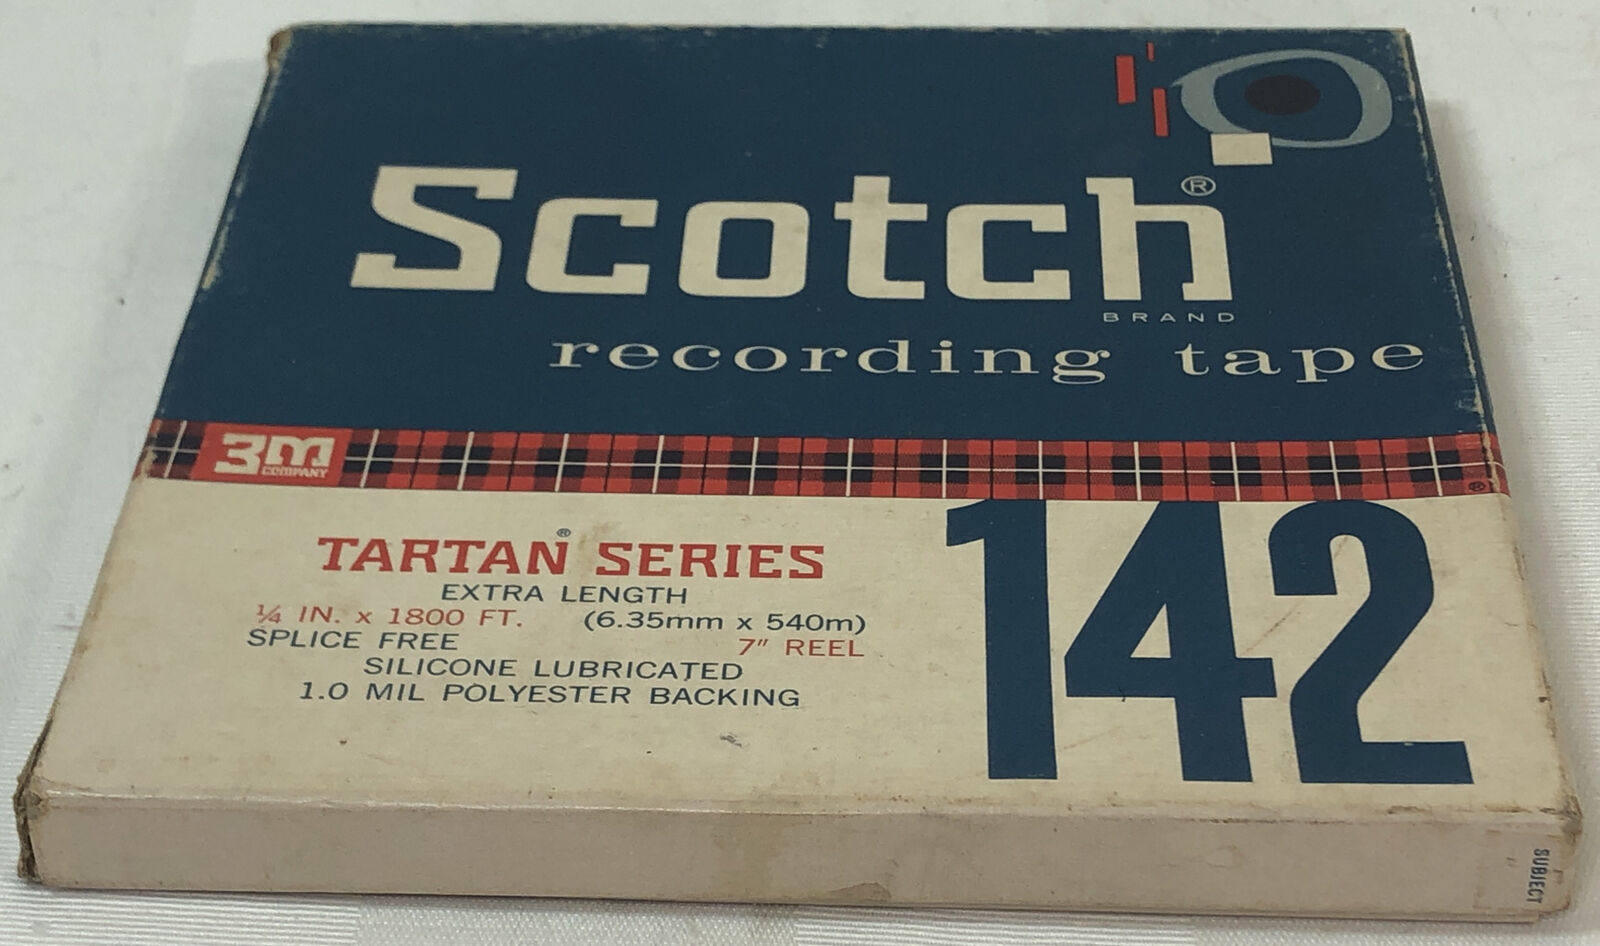 Scotch®
BRAND
recording tape
3M
COMPANY
®
142
TARTAN® SERIES
EXTRA LENGTH
¼ IN. x 1800 FT. (6.35mm x 540m)
SPLICE FREE 7" REEL
SILICONE LUBRICATED
1.0 MIL POLYESTER BACKING
SUBJECT